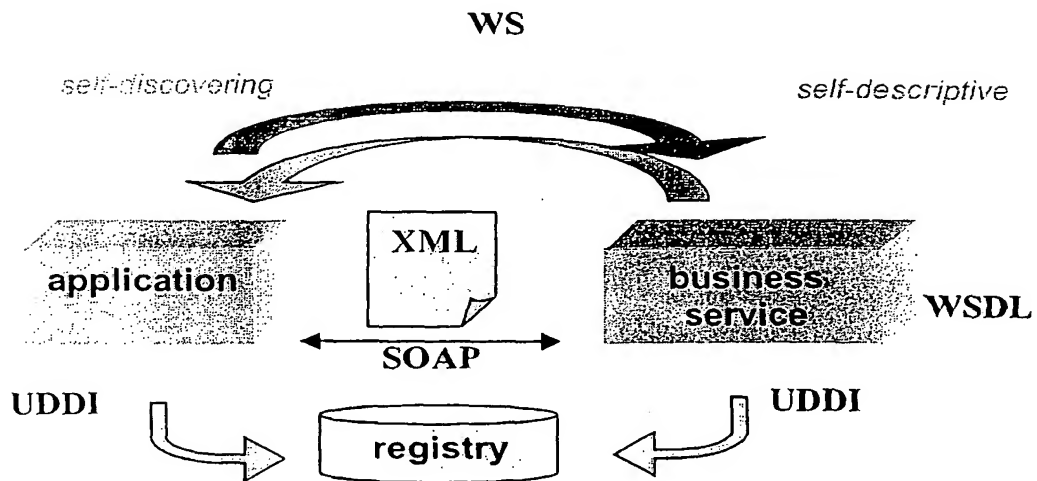 WS
self-discovering
self-descriptive
XML
application
business
service
WSDL
SOAP
UDDI
UDDI
registry